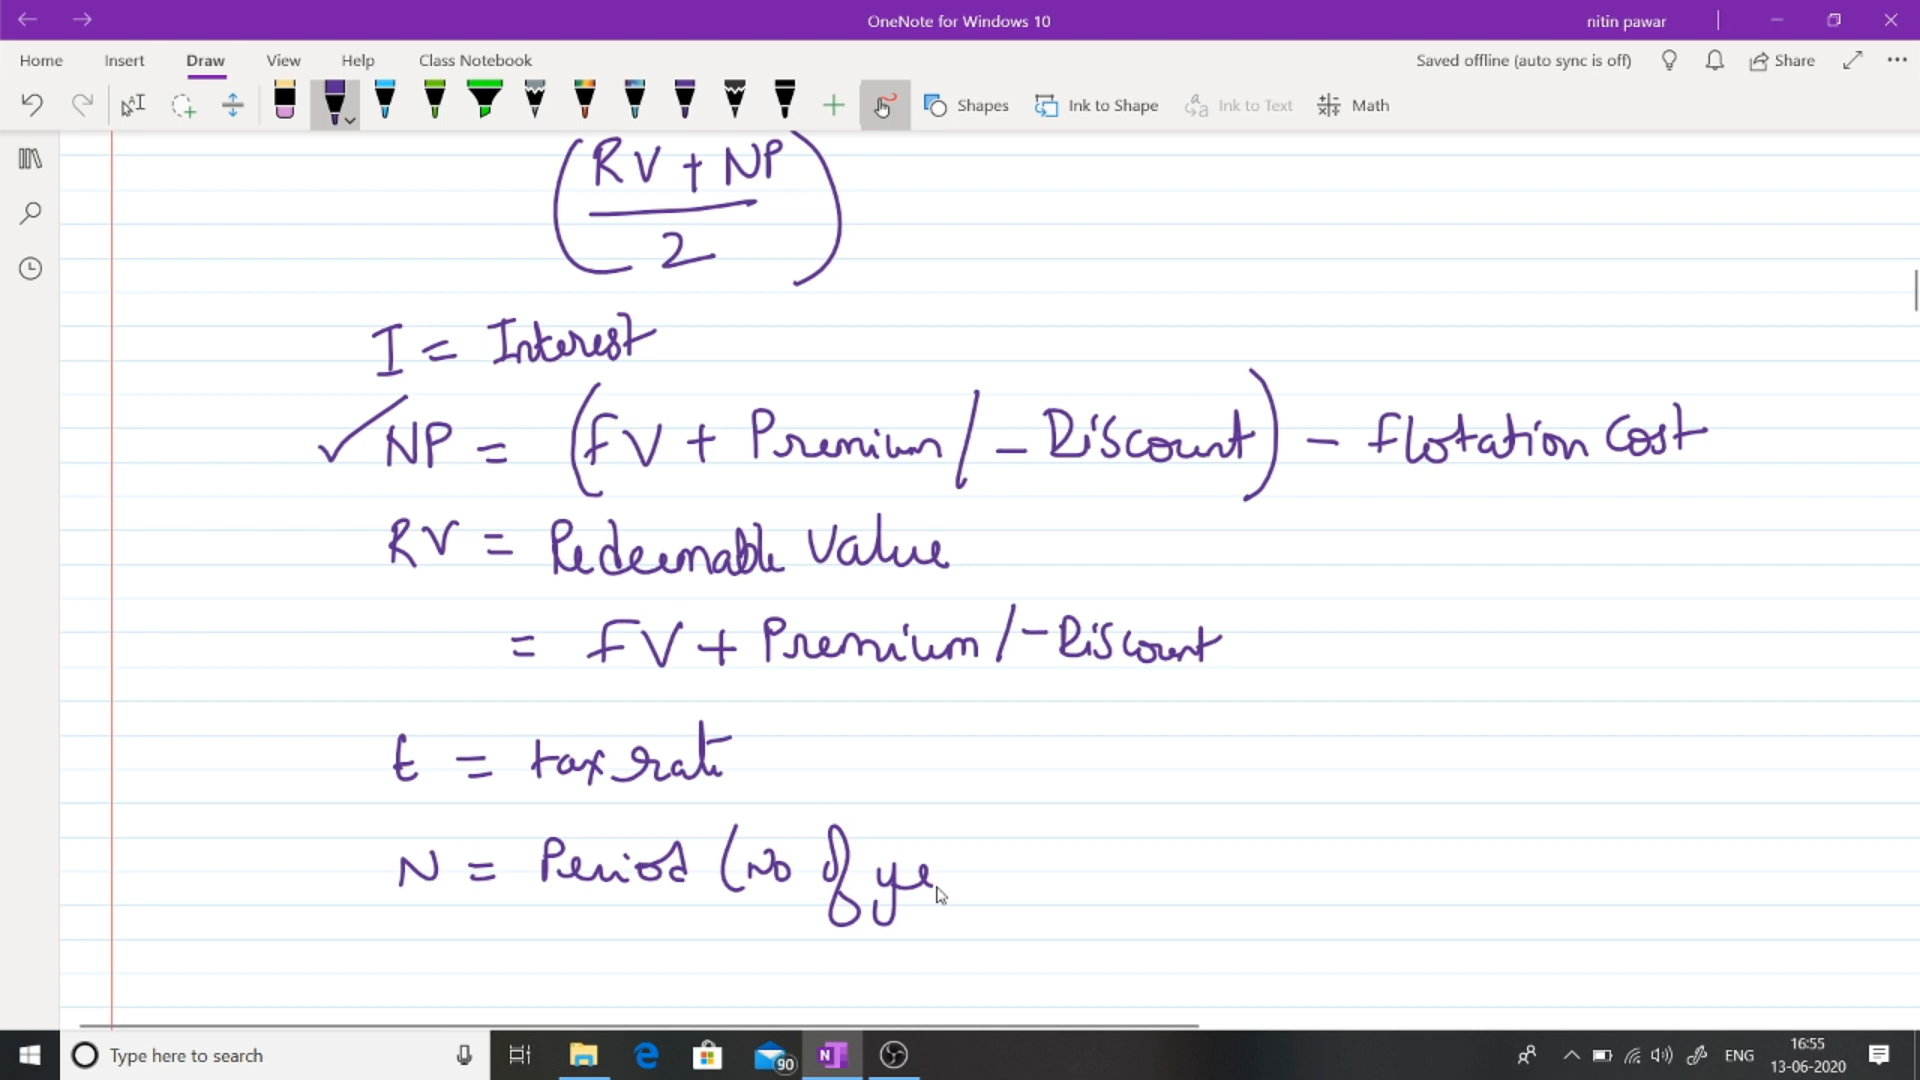 OneNote for Windows 10
nitin pawar
Home Insert Draw View Help Class Notebook
Saved offline (auto sync is off) Share
Shapes Ink to Shape Ink to Text Math
(RV + NP
2)
I = Interest
✓ NP = (FV + Premium / - Discount) - flotation Cost
RV = Redeemable Value
= FV + Premium / - Discount
t = tax rate
N = Period (No of ye
Type here to search
90
ENG
16:55
13-06-2020